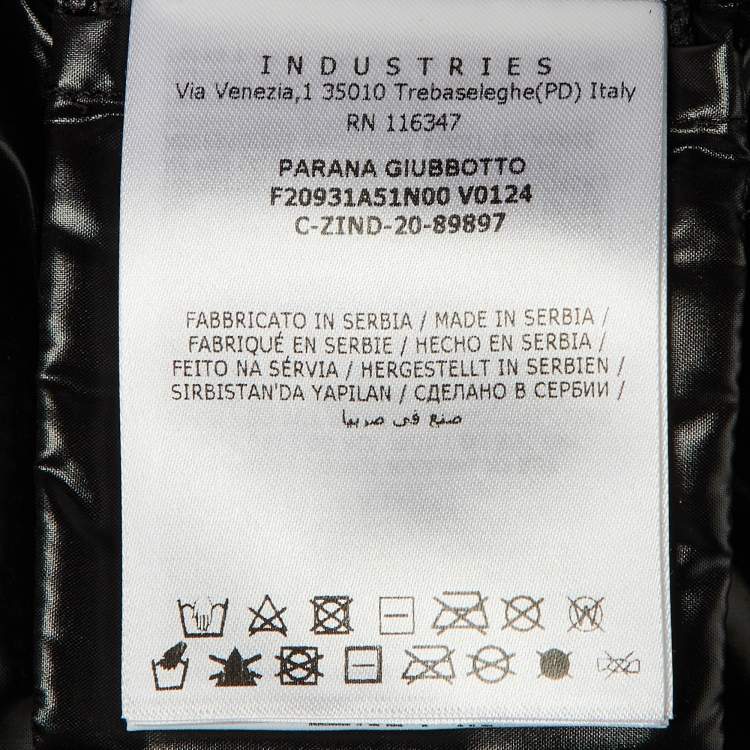 INDUSTRIES
Via Venezia,1 35010 Trebaseleghe(PD) Italy
RN 116347
PARANA GIUBBOTTO
F20931A51N00 V0124
C-ZIND-20-89897
FABBRICATO IN SERBIA / MADE IN SERBIA /
FABRIQUÉ EN SERBIE / HECHO EN SERBIA /
FEITO NA SÉRVIA / HERGESTELLT IN SERBIEN /
SIRBISTAN'DA YAPILAN / СДЕЛАНО В СЕРБИИ /
صنع في صربيا
W